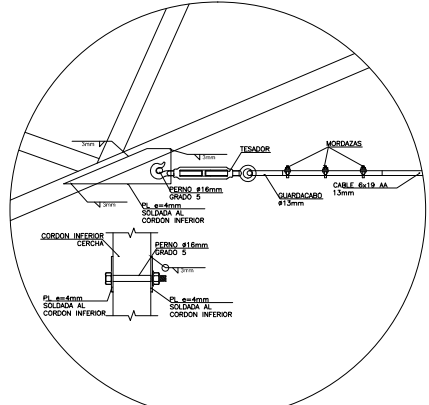 MORDAZAS
3mm
3mm
TESADOR
PERNO ø16mm
GRADO 5
GUARDACABO
ø13mm
CABLE 6x19 AA
13mm
PL e=4mm
SOLDADA AL
CORDON INFERIOR
3mm
CORDON INFERIOR
CERCHA
PERNO ø16mm
GRADO 5
3mm
PL e=4mm
SOLDADA AL
CORDON INFERIOR
PL e=4mm
SOLDADA AL
CORDON INFERIOR